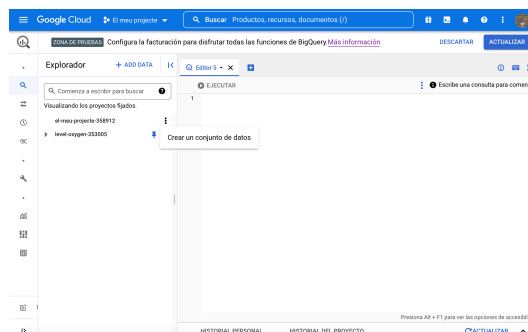 Google Cloud El meu projecte Buscar Productos, recursos, documentos (/)
ZONA DE PRUEBAS Configura la facturación para disfrutar todas las funciones de BigQuery. Más información DESCARTAR ACTUALIZAR
Explorador + ADD DATA Editor 5
Comienza a escribir para buscar EJECUTAR Escribe una consulta para comen
Visualizando los proyectos fijados. 1
el-meu-projecte-358912
level-oxygen-353005 Crear un conjunto de datos
Presiona Alt + F1 para ver las opciones de accesibil
HISTORIAL PERSONAL HISTORIAL DEL PROYECTO ACTUALIZAR